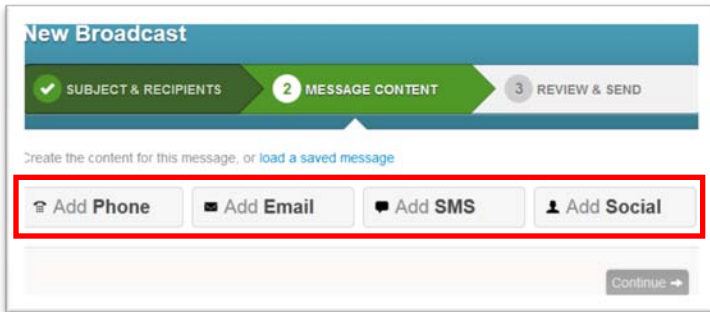 New Broadcast
SUBJECT & RECIPIENTS 2 MESSAGE CONTENT 3 REVIEW & SEND
Create the content for this message, or load a saved message
Add Phone Add Email Add SMS Add Social
Continue